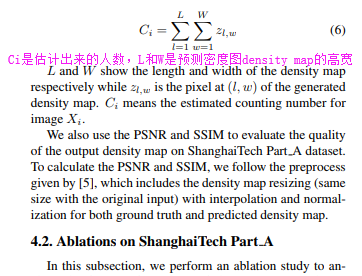 C_i = \sum_{l=1}^{L} \sum_{w=1}^{W} z_{l,w} (6)
Ci是估计出来的人数，L和W是预测密度图density map的高宽
L and W show the length and width of the density map
respectively while z_{l,w} is the pixel at (l, w) of the generated
density map. C_i means the estimated counting number for
image X_i.
We also use the PSNR and SSIM to evaluate the quality
of the output density map on ShanghaiTech Part_A dataset.
To calculate the PSNR and SSIM, we follow the preprocess
given by [5], which includes the density map resizing (same
size with the original input) with interpolation and normal-
ization for both ground truth and predicted density map.
4.2. Ablations on ShanghaiTech Part_A
In this subsection, we perform an ablation study to an-